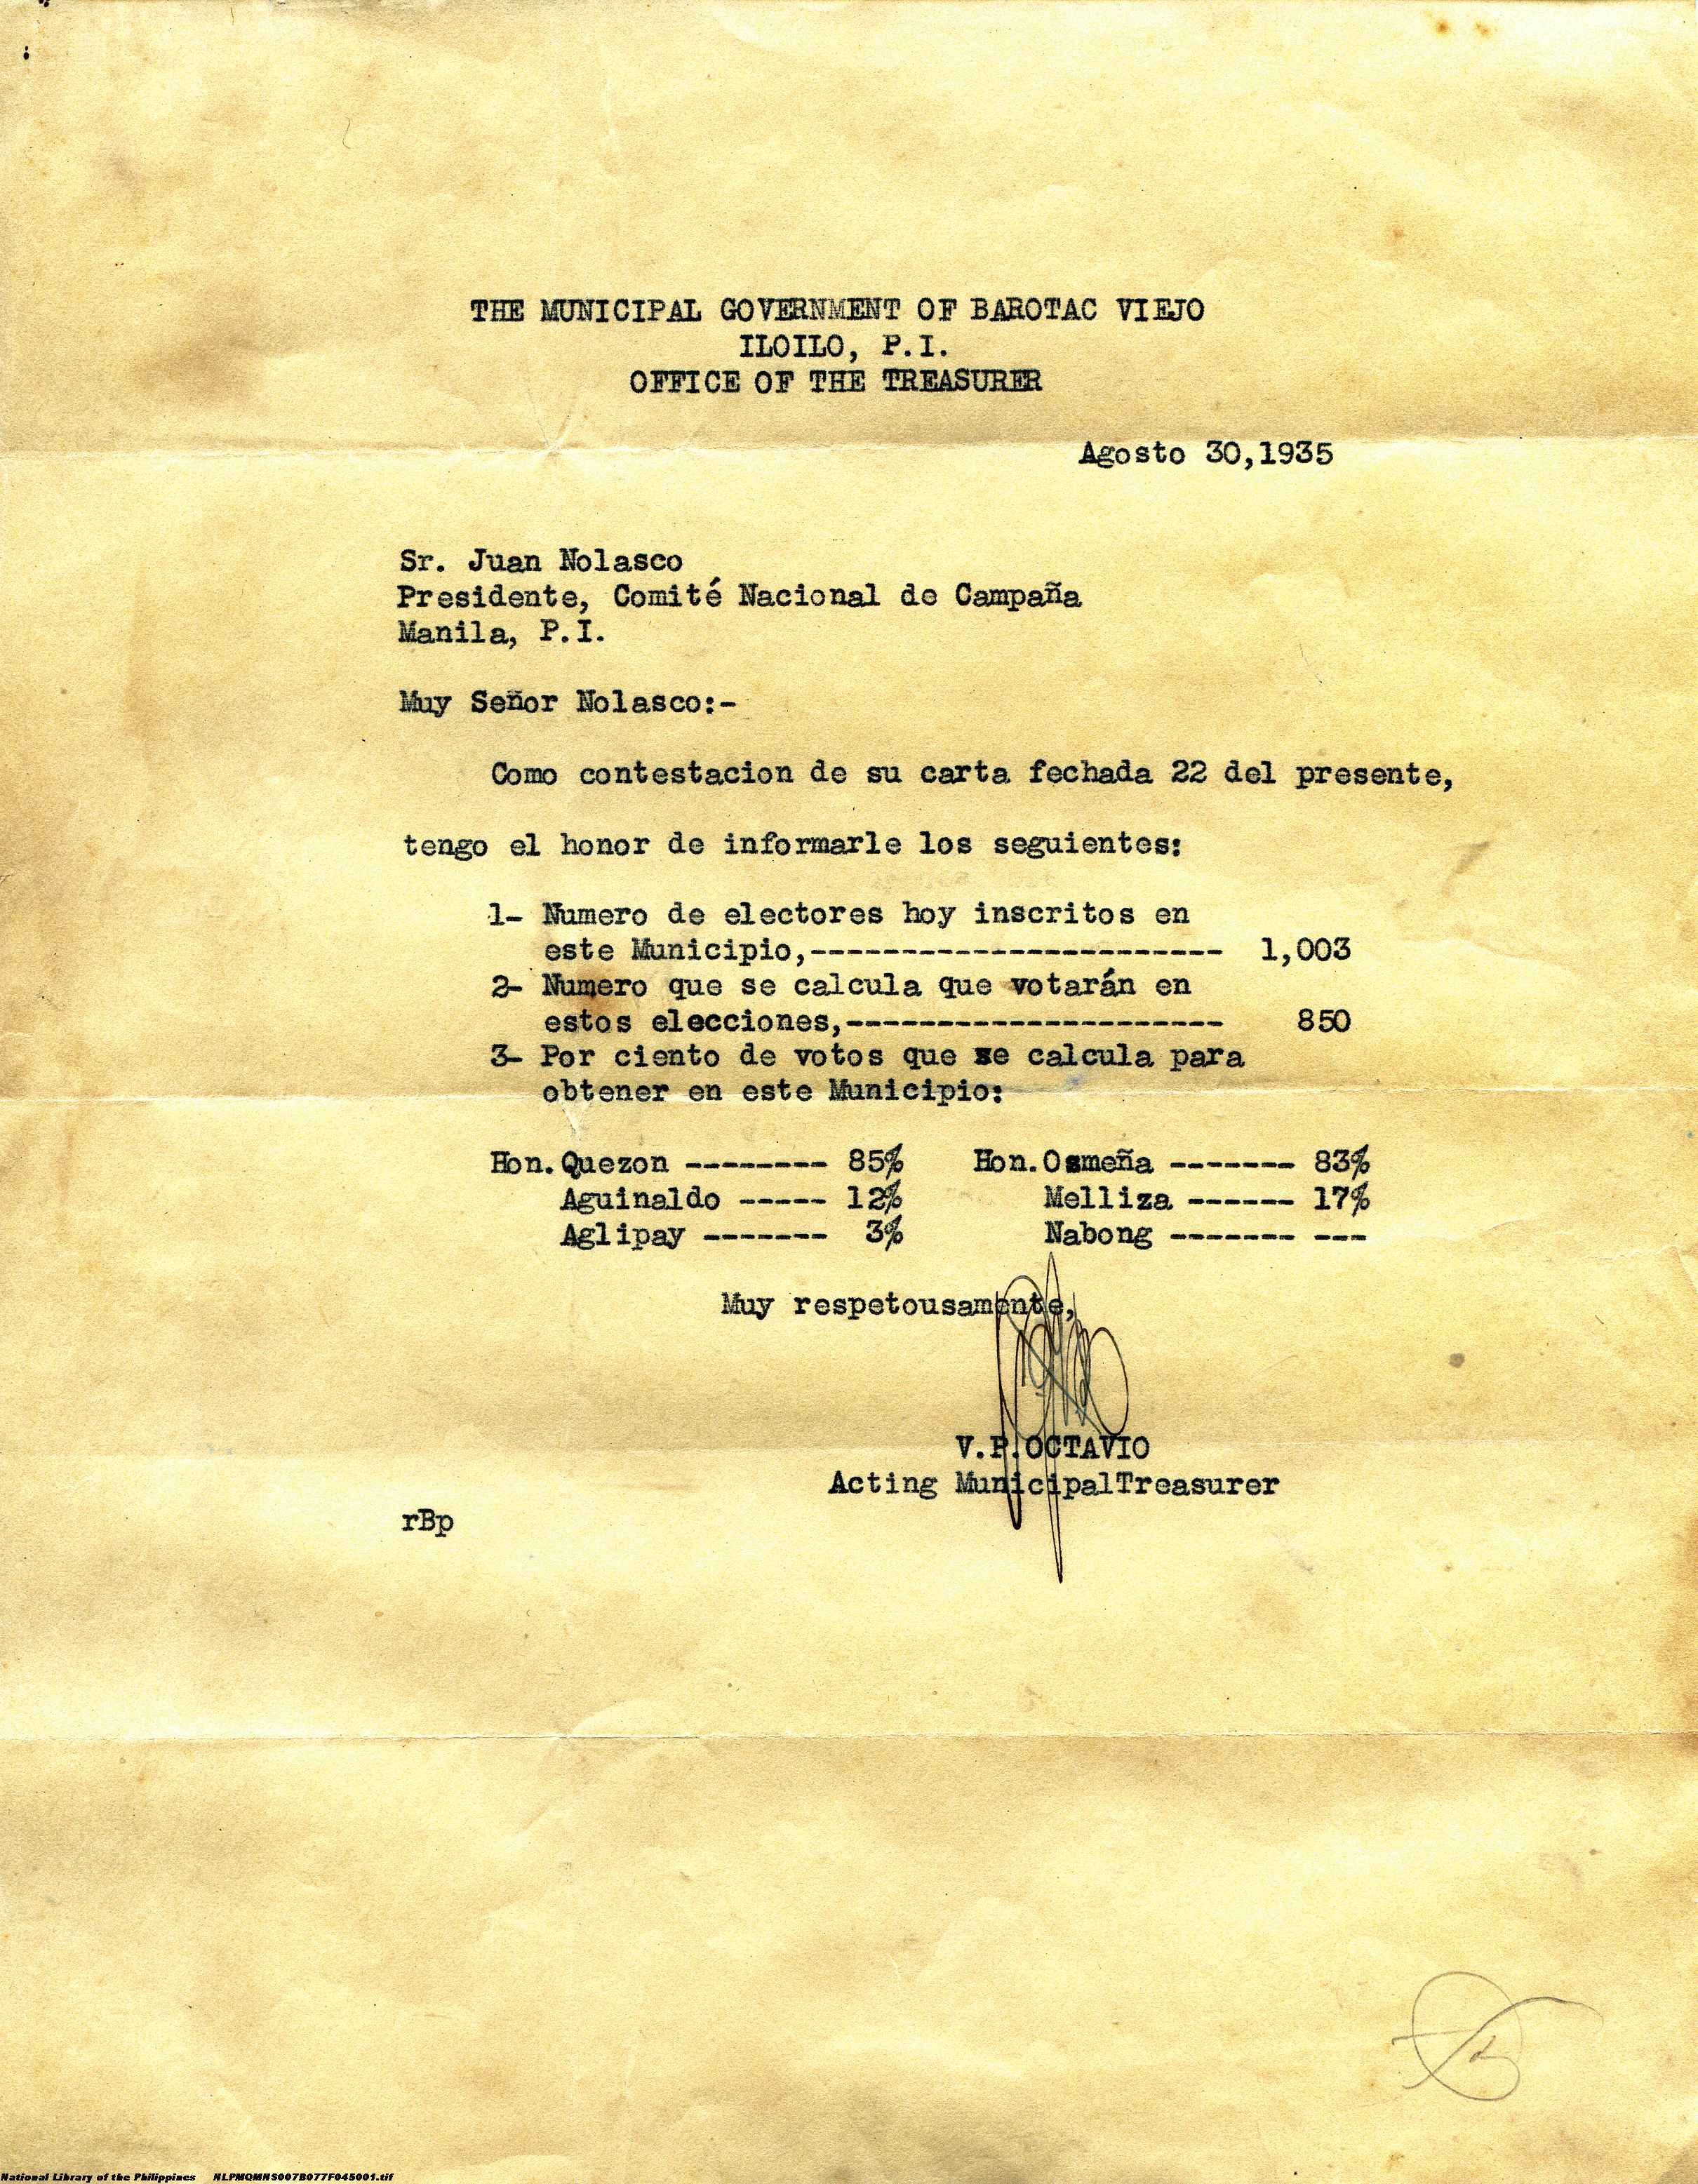 THE MUNICIPAL GOVERNMENT OF BAROTAC VIEJO
ILOILO, P.I.
OFFICE OF THE TREASURER
Agosto 30,1935
Sr. Juan Nolasco
Presidente, Comité Nacional de Campaña
Manila, P.I.
Muy Señor Nolasco:-
Como contestacion de su carta fechada 22 del presente,
tengo el honor de informarle los seguientes:
1- Numero de electores hoy inscritos en
este Municipio,----------------------- 1,003
2- Numero que se calcula que votarán en
estos elecciones,--------------------- 850
3- Por ciento de votos que se calcula para
obtener en este Municipio:
Hon.Quezon -------- 85% Hon.Osmeña ------- 83%
Aguinaldo ----- 12% Melliza ------ 17%
Aglipay ------- 3% Nabong ------- ---
Muy respetousamente,
V.P.OCTAVIO
Acting MunicipalTreasurer
rBp
National Library of the Philippines NLPMQMNS007B077F045001.tif